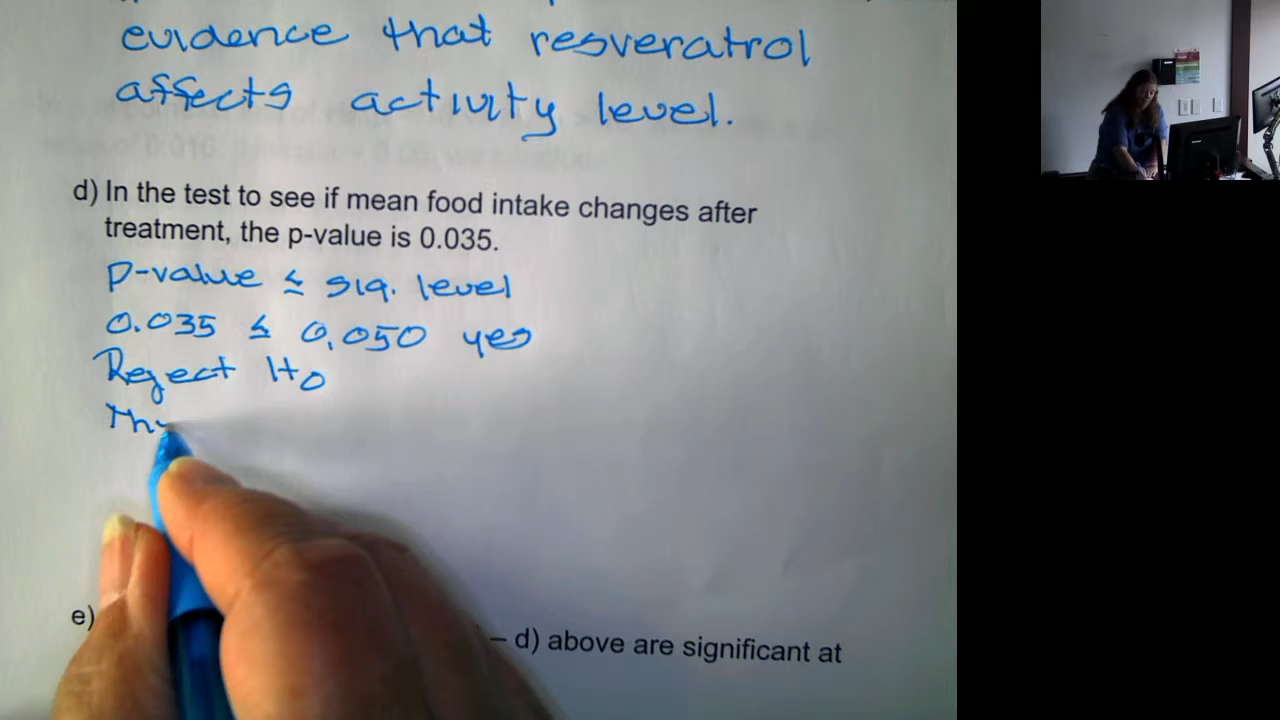 evidence that resveratrol
affects activity level.
d) In the test to see if mean food intake changes after
treatment, the p-value is 0.035.
p-value ≤ sig. level
0.035 ≤ 0.050 yes
Reject H0
e)
– d) above are significant at